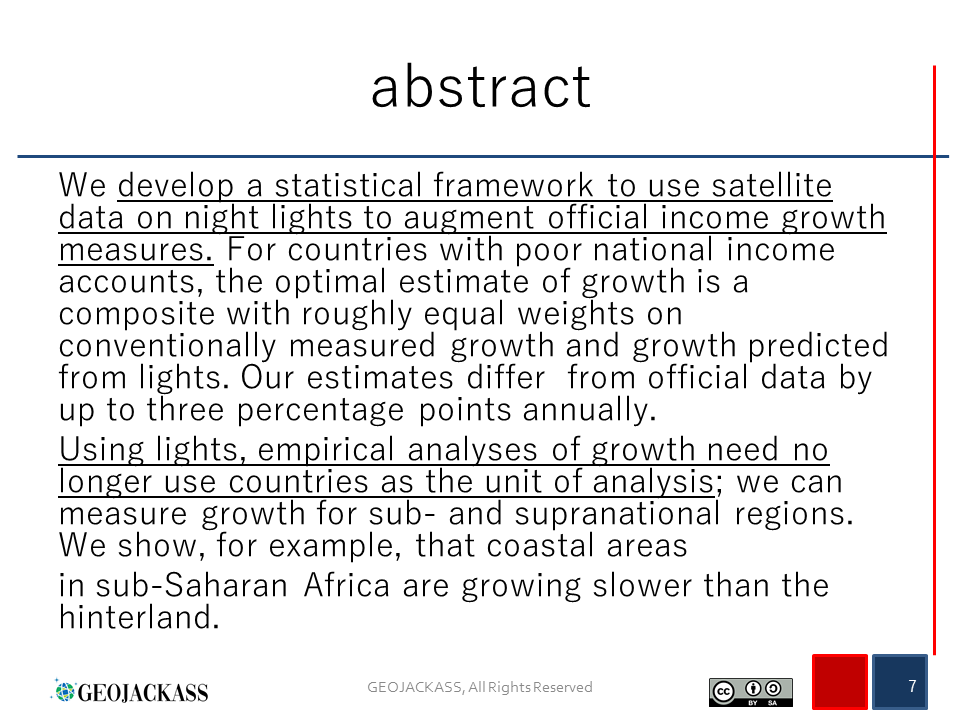 abstract
We develop a statistical framework to use satellite
data on night lights to augment official income growth
measures. For countries with poor national income
accounts, the optimal estimate of growth is a
composite with roughly equal weights on
conventionally measured growth and growth predicted
from lights. Our estimates differ  from official data by
up to three percentage points annually.
Using lights, empirical analyses of growth need no
longer use countries as the unit of analysis; we can
measure growth for sub- and supranational regions.
We show, for example, that coastal areas
in sub-Saharan Africa are growing slower than the
hinterland.
GEOJACKASS
GEOJACKASS, All Rights Reserved
cc BY SA
7